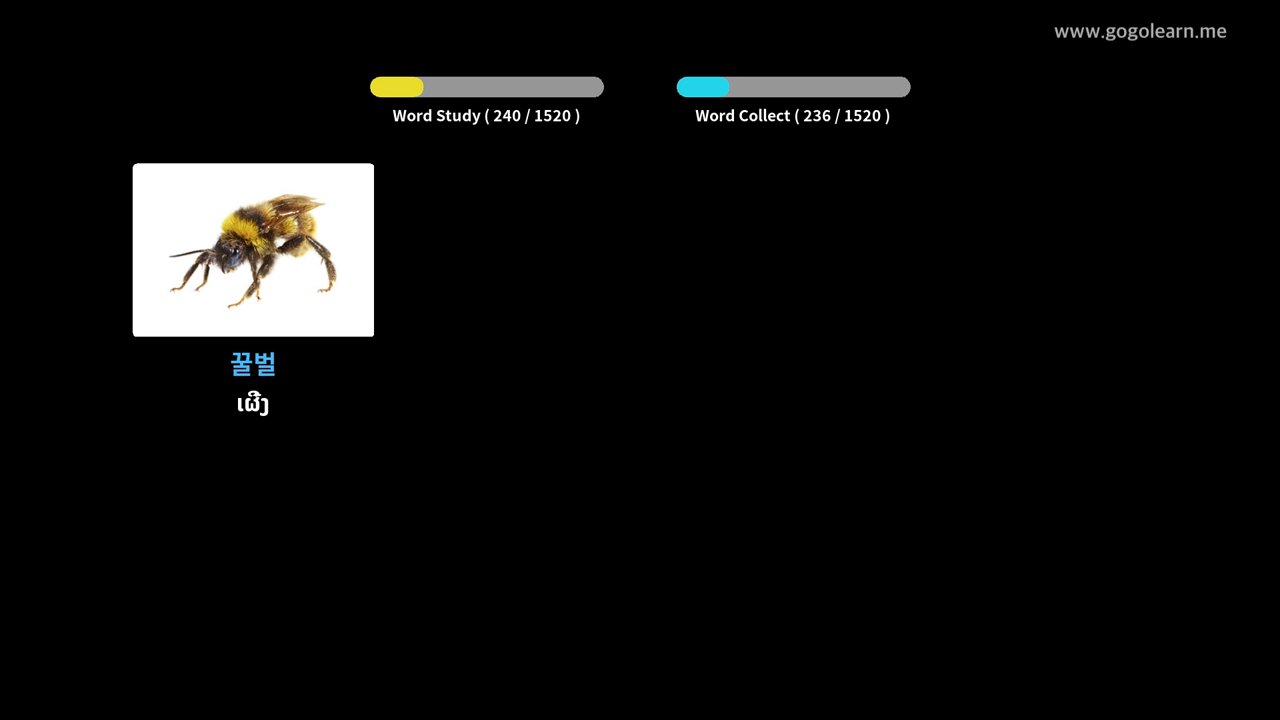 www.gogolearn.me
Word Study ( 240 / 1520 )
Word Collect ( 236 / 1520 )
꿀벌
ເຜີ້ງ